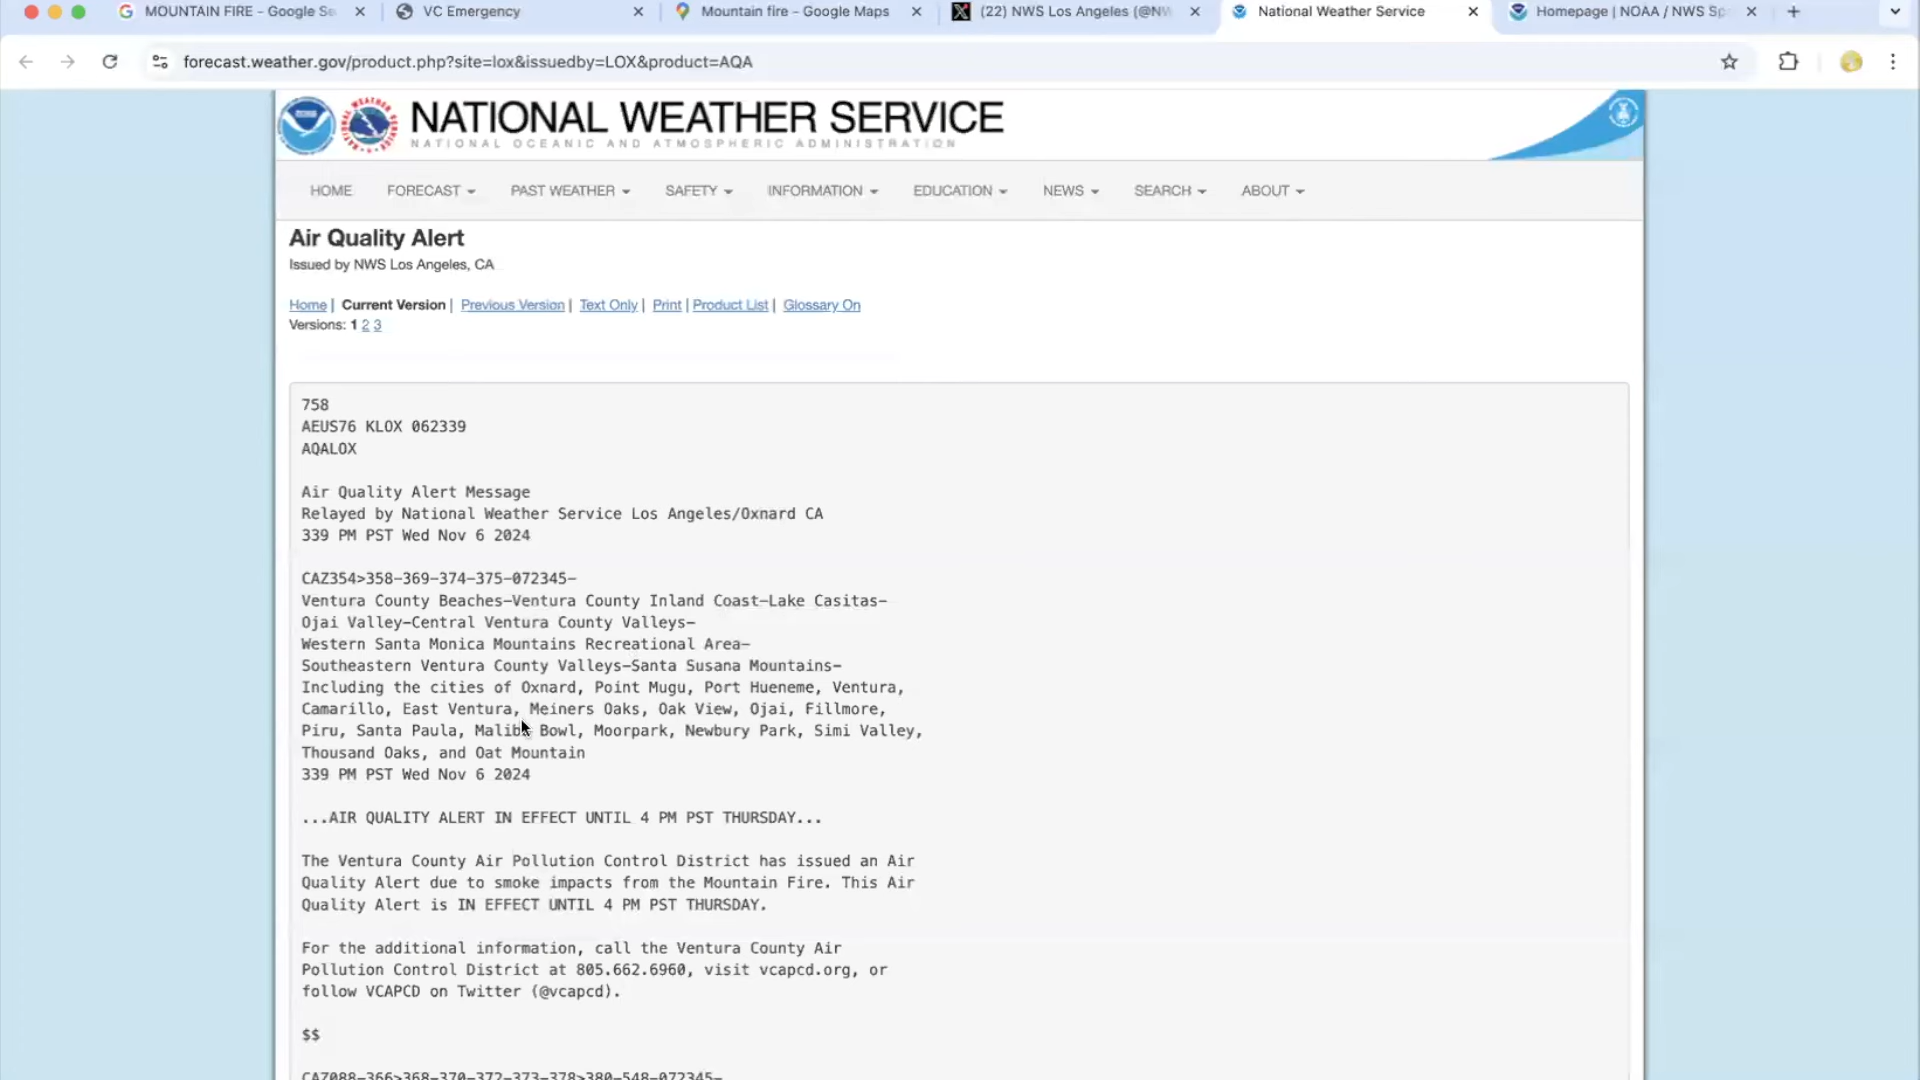 MOUNTAIN FIRE - Google Se
VC Emergency
Mountain fire - Google Maps
(22) NWS Los Angeles (@NW
National Weather Service
Homepage | NOAA / NWS Sp
forecast.weather.gov/product.php?site=lox&issuedby=LOX&product=AQA
NATIONAL WEATHER SERVICE
NATIONAL OCEANIC AND ATMOSPHERIC ADMINISTRATION
HOME FORECAST PAST WEATHER SAFETY INFORMATION EDUCATION NEWS SEARCH ABOUT
Air Quality Alert
Issued by NWS Los Angeles, CA
Home | Current Version | Previous Version | Text Only | Print | Product List | Glossary On
Versions: 1 2 3
758
AEUS76 KLOX 062339
AQALOX
Air Quality Alert Message
Relayed by National Weather Service Los Angeles/Oxnard CA
339 PM PST Wed Nov 6 2024
CAZ354>358-369-374-375-072345-
Ventura County Beaches-Ventura County Inland Coast-Lake Casitas-
Ojai Valley-Central Ventura County Valleys-
Western Santa Monica Mountains Recreational Area-
Southeastern Ventura County Valleys-Santa Susana Mountains-
Including the cities of Oxnard, Point Mugu, Port Hueneme, Ventura,
Camarillo, East Ventura, Meiners Oaks, Oak View, Ojai, Fillmore,
Piru, Santa Paula, Malibu Bowl, Moorpark, Newbury Park, Simi Valley,
Thousand Oaks, and Oat Mountain
339 PM PST Wed Nov 6 2024
...AIR QUALITY ALERT IN EFFECT UNTIL 4 PM PST THURSDAY...
The Ventura County Air Pollution Control District has issued an Air
Quality Alert due to smoke impacts from the Mountain Fire. This Air
Quality Alert is IN EFFECT UNTIL 4 PM PST THURSDAY.
For the additional information, call the Ventura County Air
Pollution Control District at 805.662.6960, visit vcapcd.org, or
follow VCAPCD on Twitter (@vcapcd).
$$
CAZ088-366>368-370-372-373-378>380-548-072345-